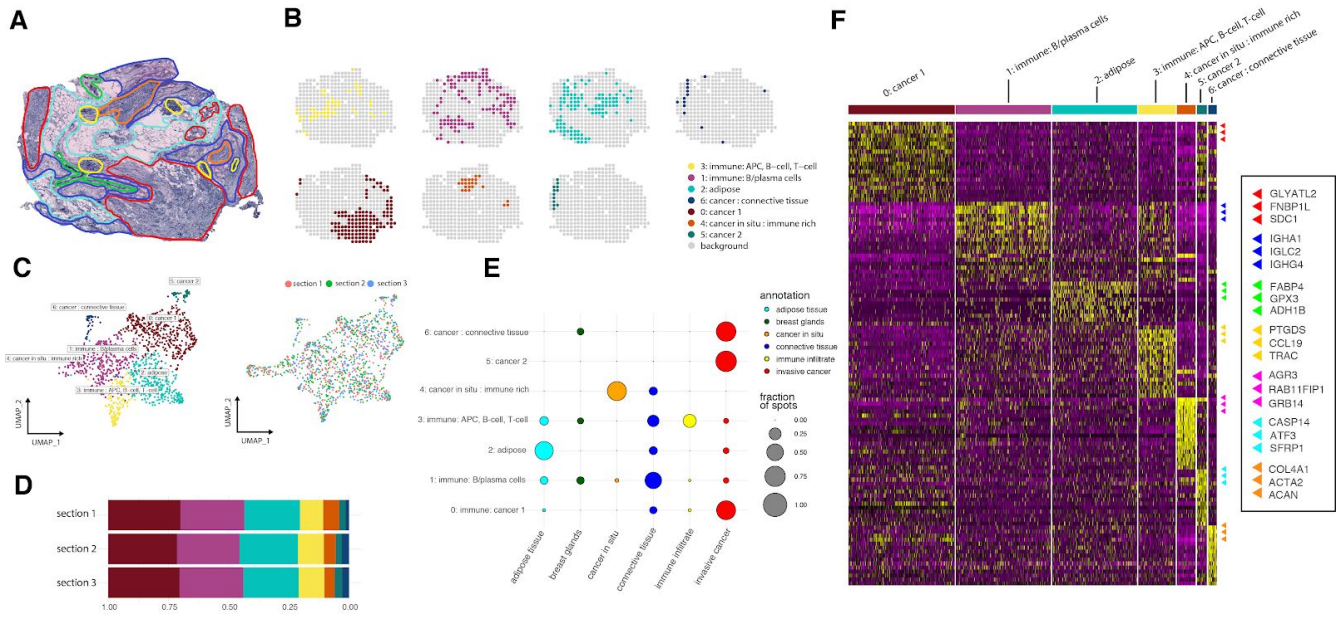 A
B
3: immune: APC, B−cell, T−cell
1: immune: B/plasma cells
2: adipose
6: cancer : connective tissue
0: cancer 1
4: cancer in situ : immune rich
5: cancer 2
background
C
5: cancer 2
6: cancer : connective tissue
0: cancer 1
1: immune : B/plasma cells
4: cancer in situ : immune rich
2: adipose
3: immune : APC, B-cell, T-cell
UMAP_2
UMAP_1
section 1 section 2 section 3
UMAP_2
UMAP_1
D
section 1
section 2
section 3
1.00 0.75 0.50 0.25 0.00
E
6: cancer : connective tissue
5: cancer 2
4: cancer in situ : immune rich
3: immune: APC, B-cell, T-cell
2: adipose
1: immune: B/plasma cells
0: immune: cancer 1
adipose tissue
breast glands
cancer in situ
connective tissue
immune infiltrate
invasive cancer
annotation
adipose tissue
breast glands
cancer in situ
connective tissue
immune infiltrate
invasive cancer
fraction
of spots
0.00
0.25
0.50
0.75
1.00
F
0: cancer 1
1: immune: B/plasma cells
2: adipose
3: immune: APC, B-cell, T-cell
4: cancer in situ : immune rich
5: cancer 2
6: cancer : connective tissue
GLYATL2
FNBP1L
SDC1
IGHA1
IGLC2
IGHG4
FABP4
GPX3
ADH1B
PTGDS
CCL19
TRAC
AGR3
RAB11FIP1
GRB14
CASP14
ATF3
SFRP1
COL4A1
ACTA2
ACAN